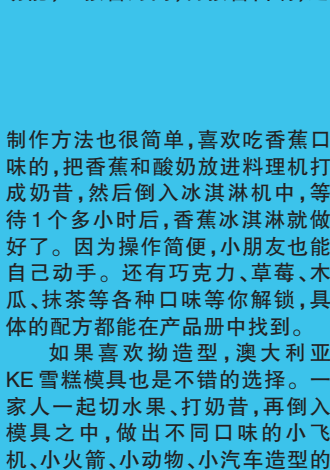 制作方法也很简单,喜欢吃香蕉口
味的,把香蕉和酸奶放进料理机打
成奶昔,然后倒入冰淇淋机中,等
待1个多小时后,香蕉冰淇淋就做
好了。因为操作简便,小朋友也能
自己动手。还有巧克力、草莓、木
瓜、抹茶等各种口味等你解锁,具
体的配方都能在产品册中找到。
如果喜欢拗造型,澳大利亚
KE雪糕模具也是不错的选择。一
家人一起切水果、打奶昔,再倒入
模具之中,做出不同口味的小飞
机、小火箭、小动物、小汽车造型的